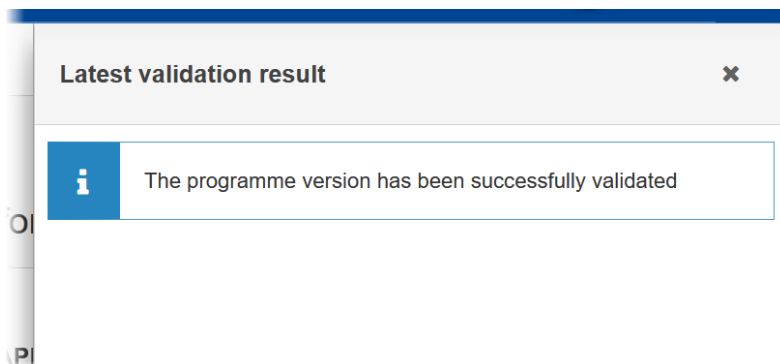 Latest validation result
The programme version has been successfully validated